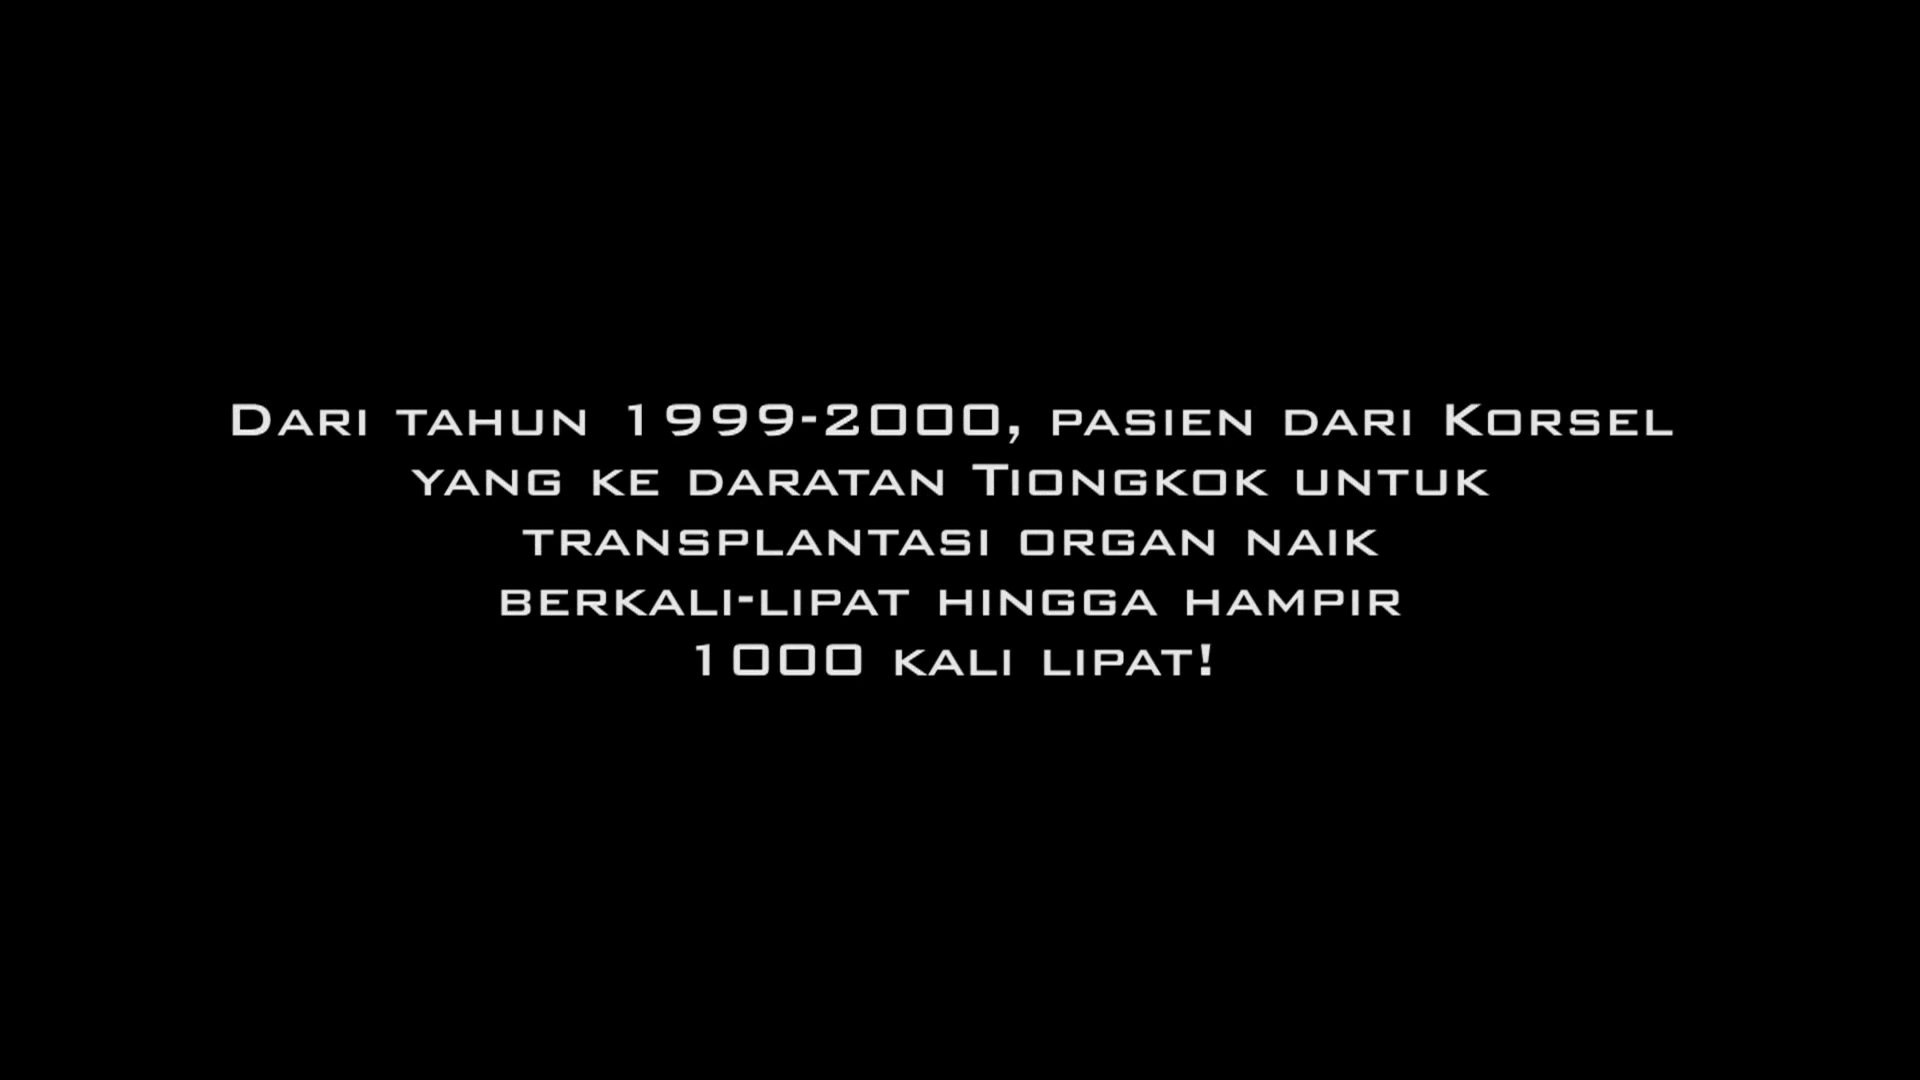 Dari tahun 1999-2000, pasien dari Korsel
yang ke daratan Tiongkok untuk
transplantasi organ naik
berkali-lipat hingga hampir
1000 kali lipat!